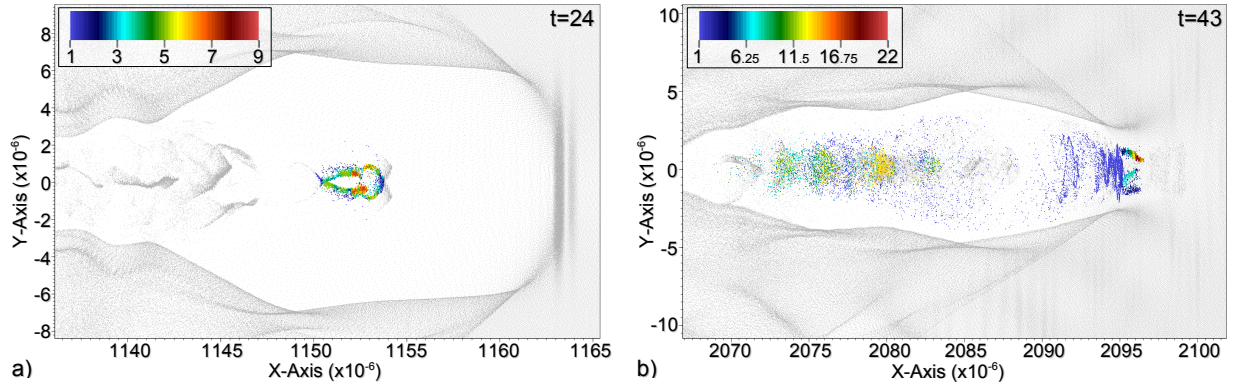 t=24
1 3 5 7 9
8
6
4
2
0
-2
-4
-6
-8
Y-Axis (x10-6)
1140 1145 1150 1155 1160 1165
X-Axis (x10-6)
a)
t=43
1 6.25 11.5 16.75 22
10
5
0
-5
-10
Y-Axis (x10-6)
2070 2075 2080 2085 2090 2095 2100
X-Axis (x10-6)
b)